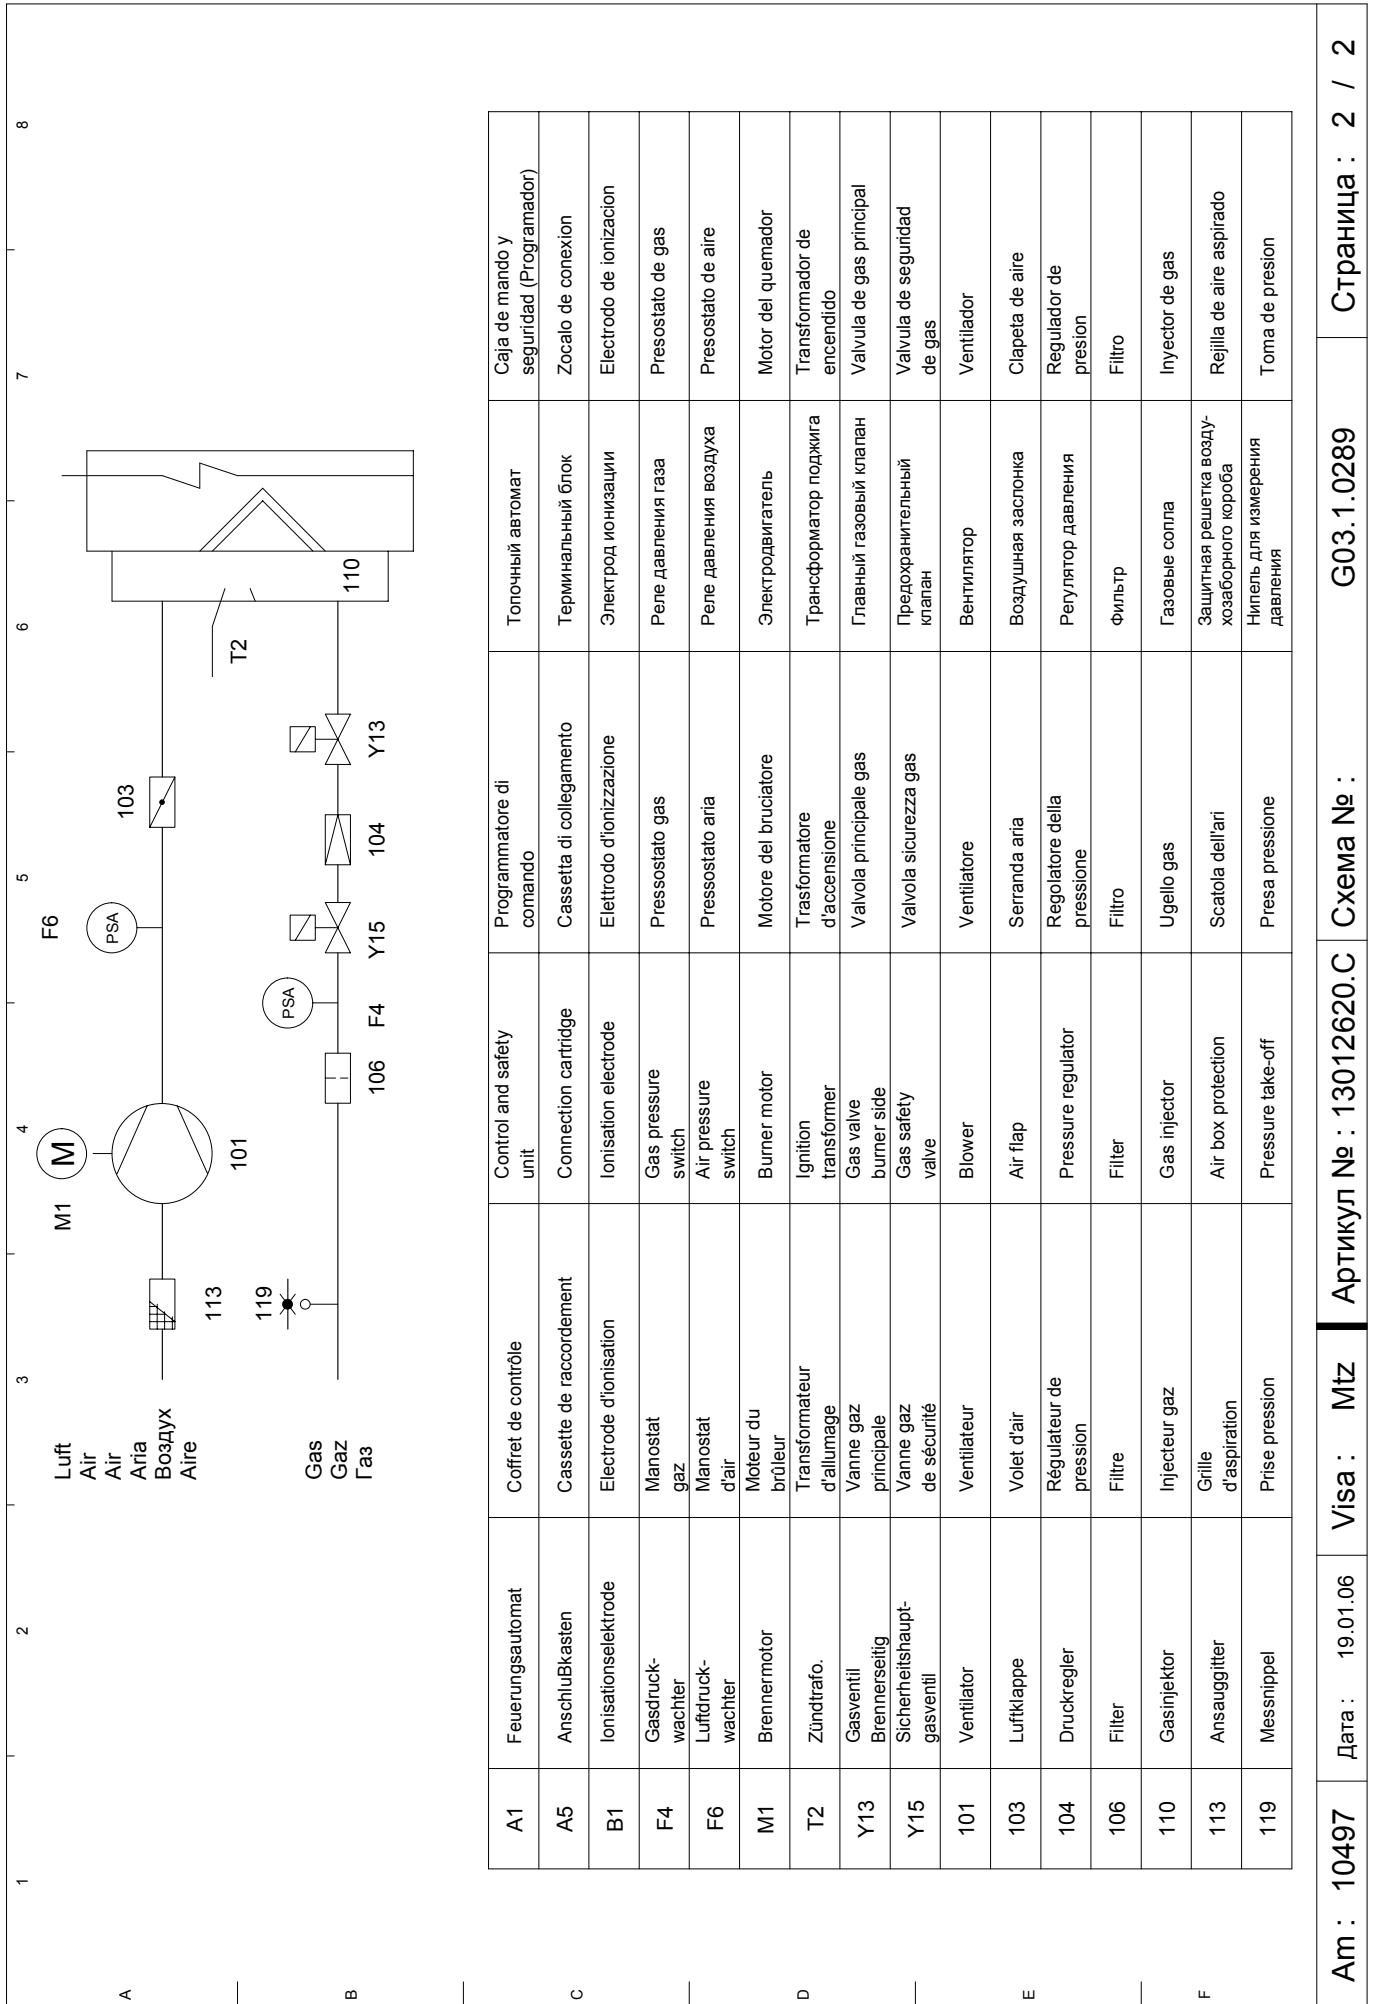 1
2
3
4
5
6
7
8
A
B
C
D
E
F
Luft
Air
Air
Aria
Воздух
Aire
M1
M
F6
PSA
113
101
103
T2
110
Gas
Gaz
Газ
119
106
PSA
F4
Y15
104
Y13
A1
Feuerungsautomat
Coffret de contrôle
Control and safety
unit
Programmatore di
comando
Топочный автомат
Caja de mando y
seguridad (Programador)
A5
AnschluBkasten
Cassette de raccordement
Connection cartridge
Cassetta di collegamento
Терминальный блок
Zocalo de conexion
B1
Ionisationselektrode
Electrode d'ionisation
Ionisation electrode
Elettrodo d'ionizzazione
Электрод ионизации
Electrodo de ionizacion
F4
Gasdruck-
wachter
Manostat
gaz
Gas pressure
switch
Pressostato gas
Реле давления газа
Presostato de gas
F6
Luftdruck-
wachter
Manostat
d'air
Air pressure
switch
Pressostato aria
Реле давления воздуха
Presostato de aire
M1
Brennermotor
Moteur du
brûleur
Burner motor
Motore del bruciatore
Электродвигатель
Motor del quemador
T2
Zündtrafo.
Transformateur
d'allumage
Ignition
transformer
Trasformatore
d'accensione
Трансформатор поджига
Transformador de
encendido
Y13
Gasventil
Brennerseitig
Vanne gaz
principale
Gas valve
burner side
Valvola principale gas
Главный газовый клапан
Valvula de gas principal
Y15
Sicherheitshaupt-
gasventil
Vanne gaz
de sécurité
Gas safety
valve
Valvola sicurezza gas
Предохранительный
клапан
Valvula de seguridad
de gas
101
Ventilator
Ventilateur
Blower
Ventilatore
Вентилятор
Ventilador
103
Luftklappe
Volet d'air
Air flap
Serranda aria
Воздушная заслонка
Clapeta de aire
104
Druckregler
Régulateur de
pression
Pressure regulator
Regolatore della
pressione
Регулятор давления
Regulador de
presion
106
Filter
Filtre
Filter
Filtro
Фильтр
Filtro
110
Gasinjektor
Injecteur gaz
Gas injector
Ugello gas
Газовые сопла
Inyector de gas
113
Ansauggitter
Grille
d'aspiration
Air box protection
Scatola dell'ari
Защитная решетка возду-
хозаборного короба
Rejilla de aire aspirado
119
Messnippel
Prise pression
Pressure take-off
Presa pressione
Нипель для измерения
давления
Toma de presion
Am : 10497
Дата : 19.01.06
Visa : Mtz
Артикул № : 13012620.C
Схема № : G03.1.0289
Страница : 2 / 2